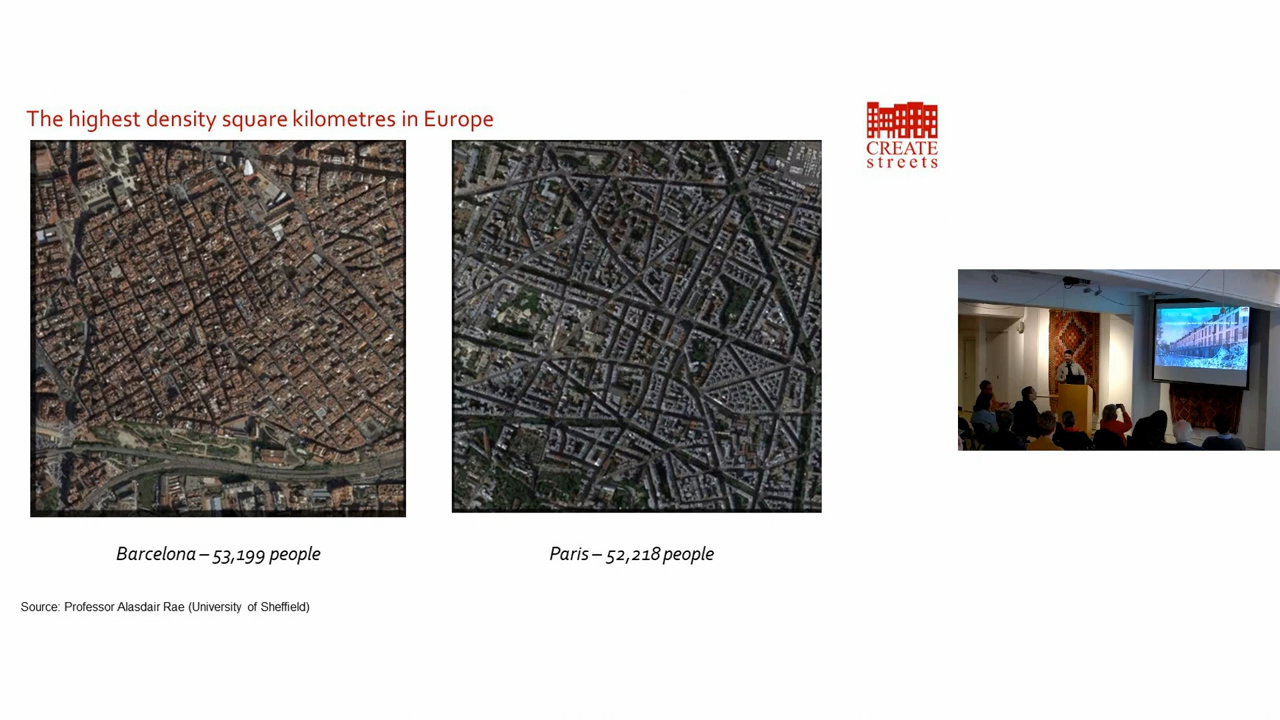 The highest density square kilometres in Europe
CREATE
streets
Barcelona – 53,199 people
Paris – 52,218 people
Source: Professor Alasdair Rae (University of Sheffield)